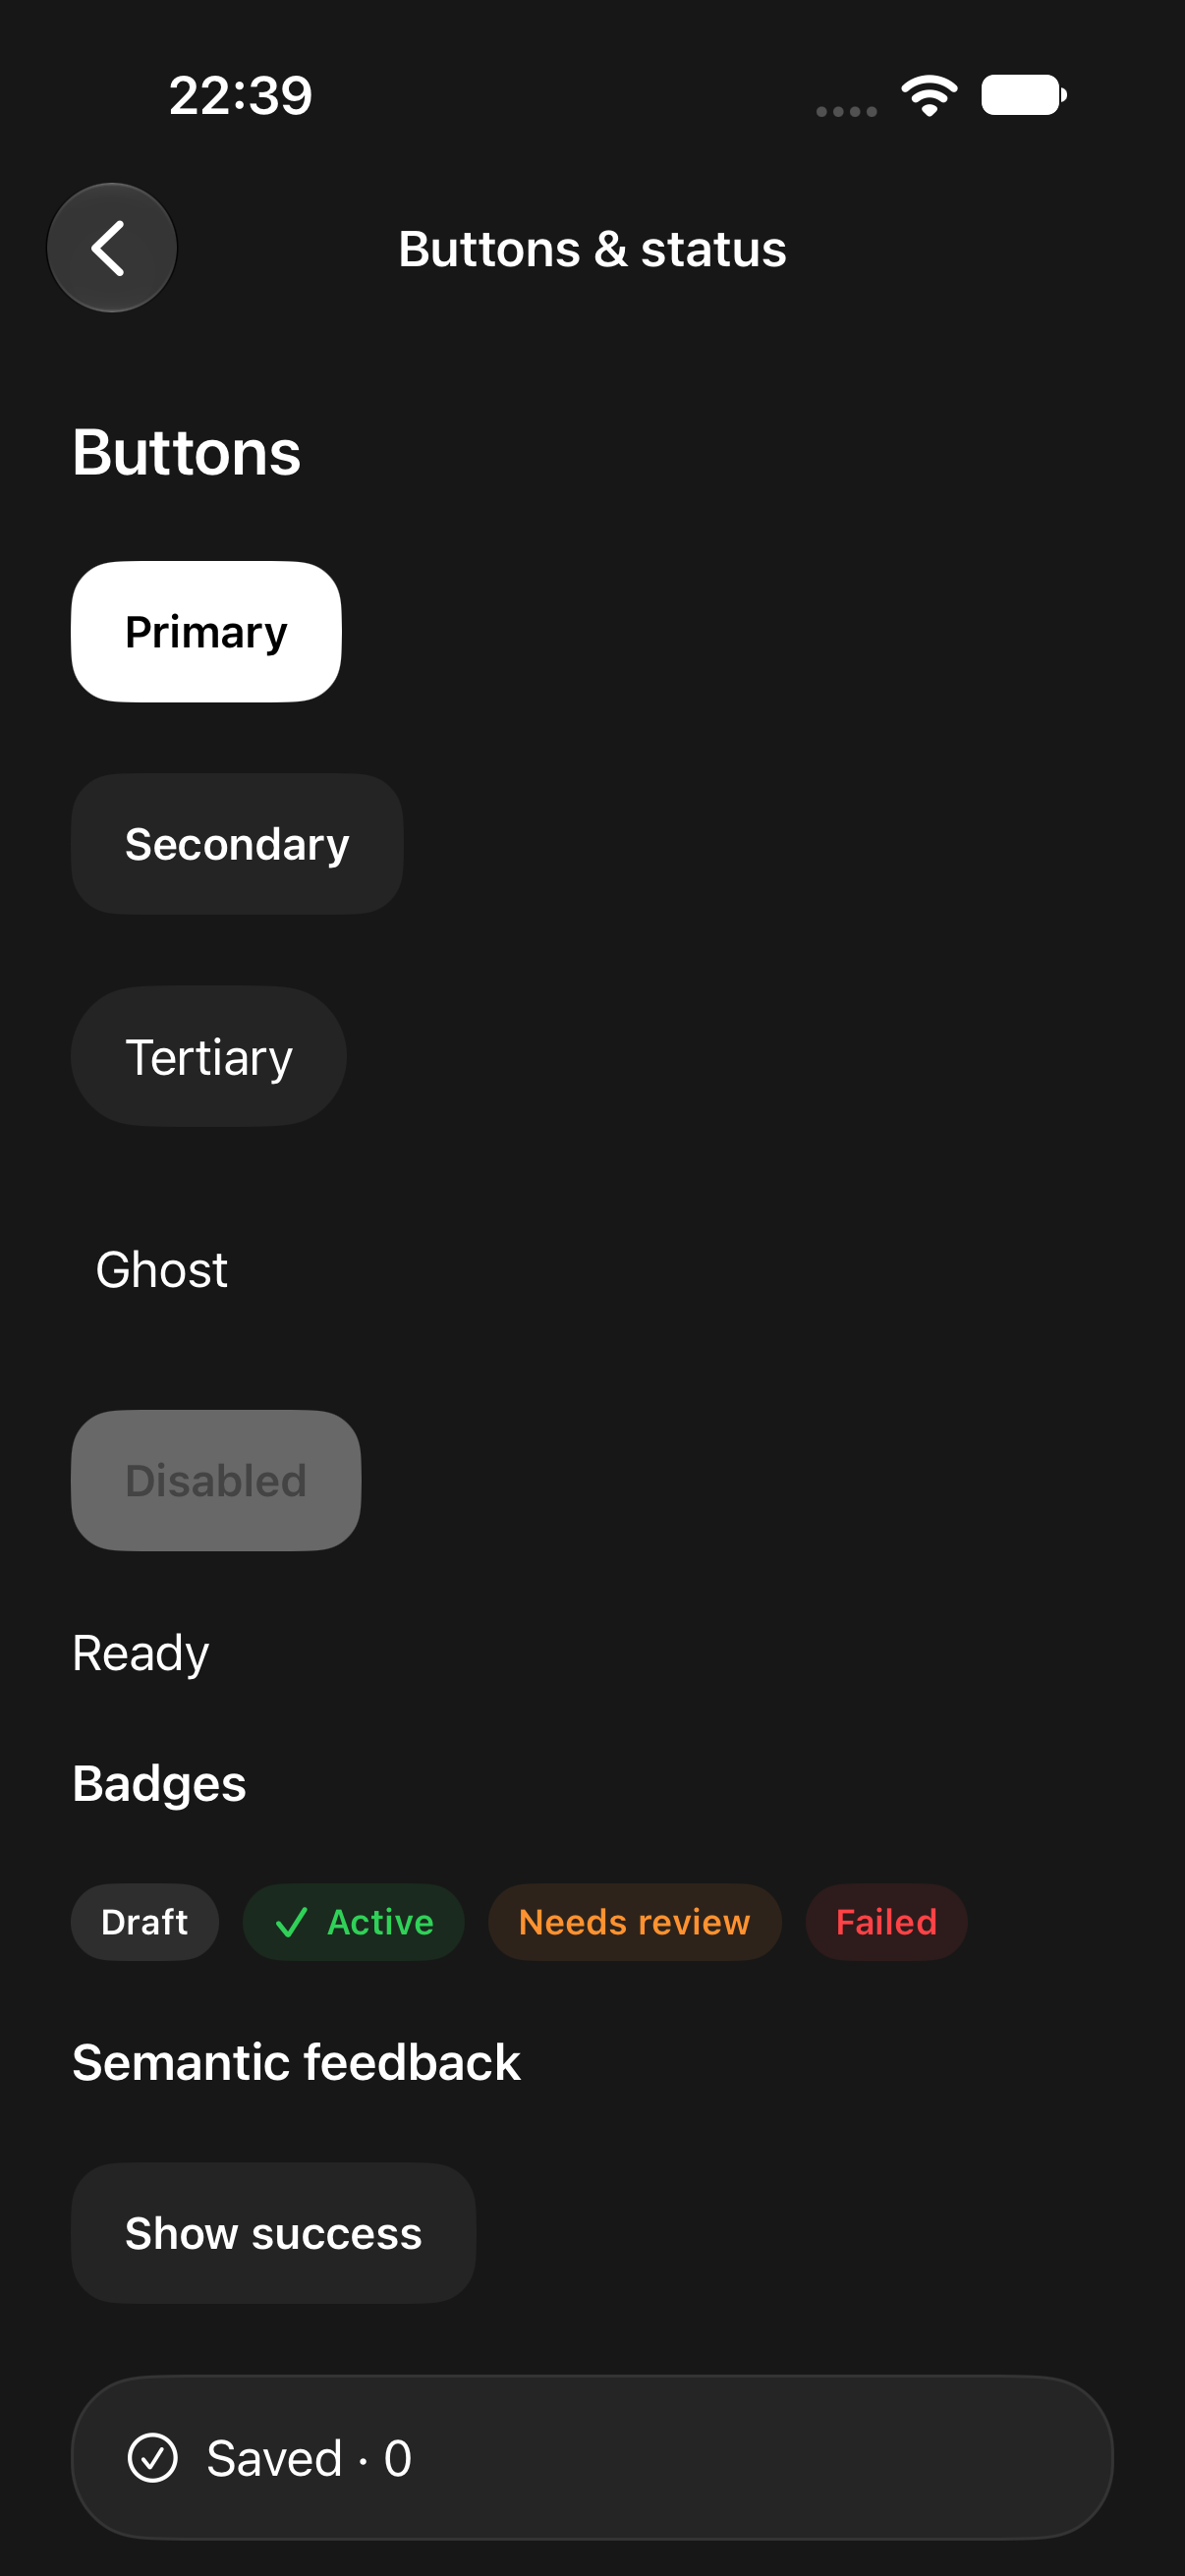 22:39
Buttons & status
Buttons
Primary
Secondary
Tertiary
Ghost
Disabled
Ready
Badges
Draft
Active
Needs review
Failed
Semantic feedback
Show success
Saved · 0